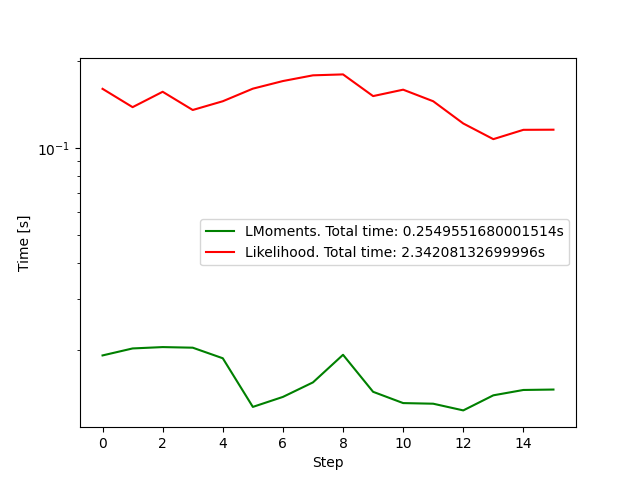 Time [s]
10⁻¹
LMoments. Total time: 0.2549551680001514s
Likelihood. Total time: 2.34208132699996s
0 2 4 6 8 10 12 14
Step